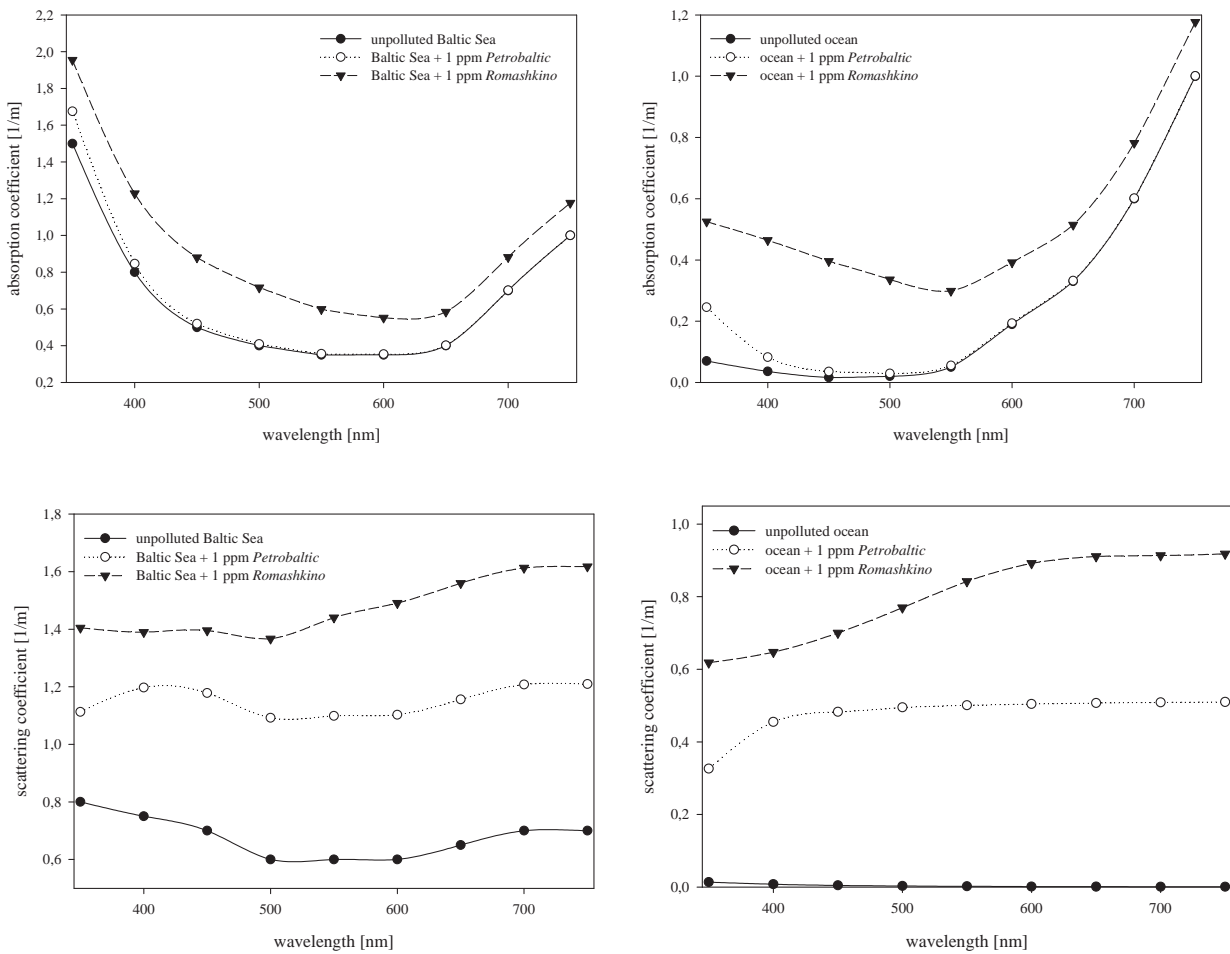 absorption coefficient [1/m]
2,2
2,0
1,8
1,6
1,4
1,2
1,0
0,8
0,6
0,4
0,2
unpolluted Baltic Sea
Baltic Sea + 1 ppm Petrobaltic
Baltic Sea + 1 ppm Romashkino
400 500 600 700
wavelength [nm]
absorption coefficient [1/m]
1,2
1,0
0,8
0,6
0,4
0,2
0,0
unpolluted ocean
ocean + 1 ppm Petrobaltic
ocean + 1 ppm Romashkino
400 500 600 700
wavelength [nm]
scattering coefficient [1/m]
1,8
1,6
1,4
1,2
1,0
0,8
0,6
unpolluted Baltic Sea
Baltic Sea + 1 ppm Petrobaltic
Baltic Sea + 1 ppm Romashkino
400 500 600 700
wavelength [nm]
scattering coefficient [1/m]
1,0
0,8
0,6
0,4
0,2
0,0
unpolluted ocean
ocean + 1 ppm Petrobaltic
ocean + 1 ppm Romashkino
400 500 600 700
wavelength [nm]